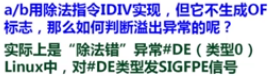 a/b用除法指令IDIV实现，但它不生成OF
标志，那么如何判断溢出异常的呢？
实际上是“除法错”异常#DE（类型0）
Linux中，对#DE类型发SIGFPE信号